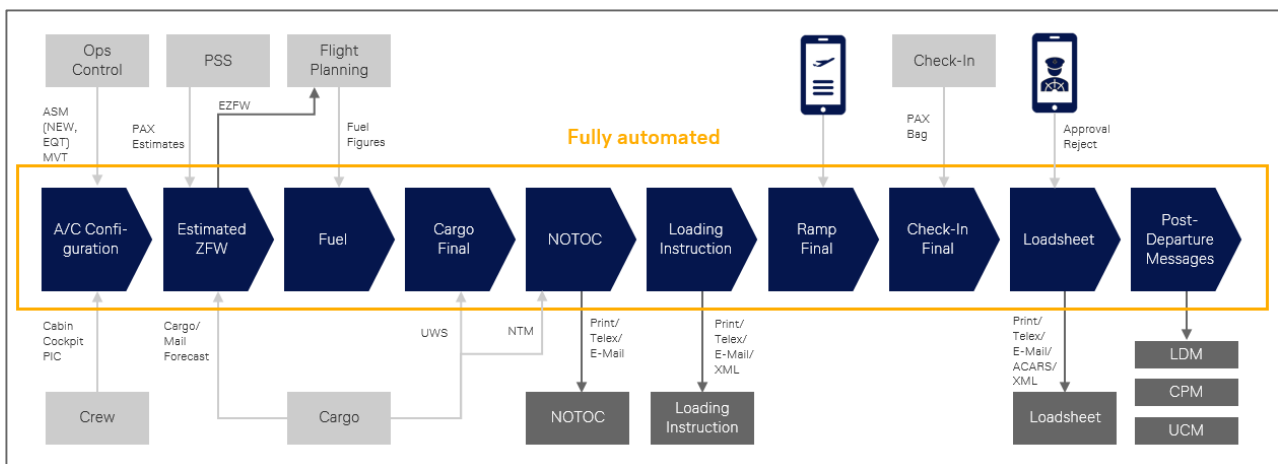 Ops
Control
PSS
Flight
Planning
Check-In
EZFW
ASM
(NEW,
EQT)
MVT
PAX
Estimates
Fuel
Figures
PAX
Bag
Approval
Reject
Fully automated
A/C Confi-
guration
Estimated
ZFW
Fuel
Cargo
Final
NOTOC
Loading
Instruction
Ramp
Final
Check-In
Final
Loadsheet
Post-
Departure
Messages
Cabin
Cockpit
PIC
Cargo/
Mail
Forecast
UWS
NTM
Print/
Telex/
E-Mail
Print/
Telex/
E-Mail/
XML
Print/
Telex/
E-Mail/
ACARS/
XML
Crew
Cargo
NOTOC
Loading
Instruction
Loadsheet
LDM
CPM
UCM